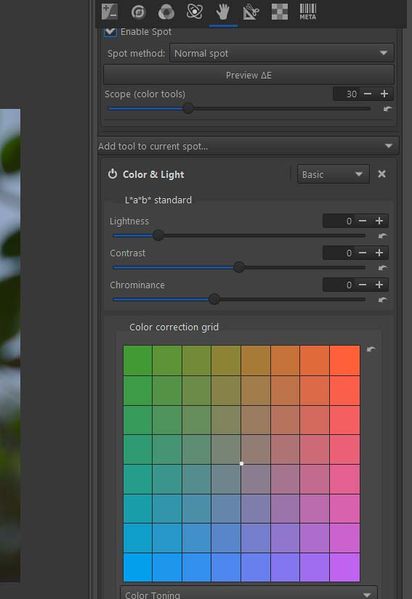 META
Enable Spot
Spot method: Normal spot
Preview ΔE
Scope (color tools) 30 − +
Add tool to current spot...
Color & Light Basic
L*a*b* standard
Lightness 0 − +
Contrast 0 − +
Chrominance 0 − +
Color correction grid
Color Toning